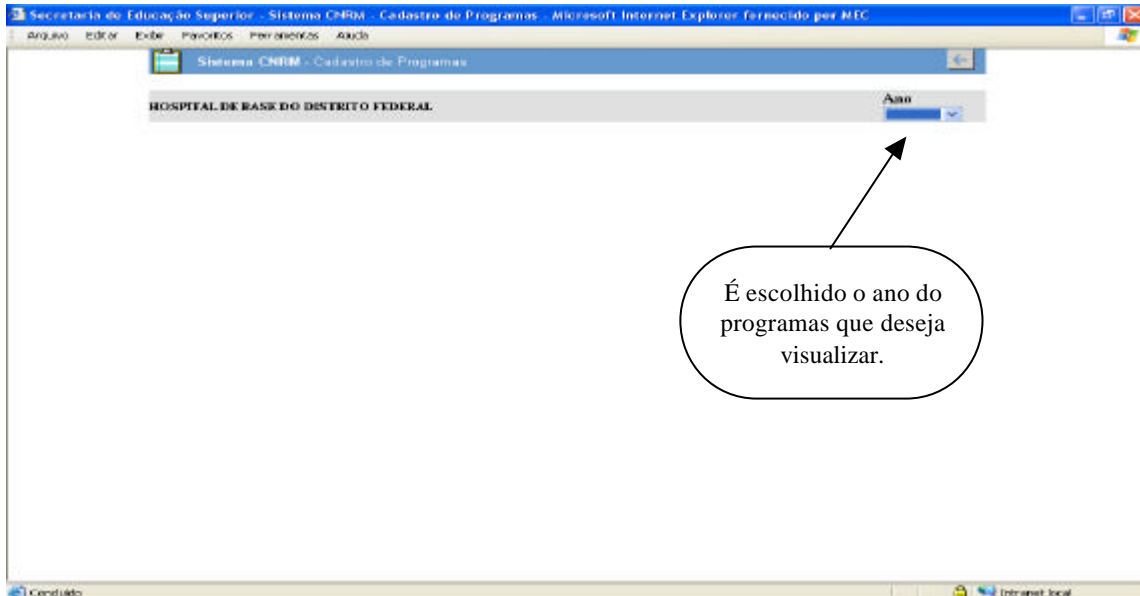 Secretaria de Educação Superior - Sistema CNRM - Cadastro de Programas - Microsoft Internet Explorer fornecido por MEC
Arquivo Editar Exibir Favoritos Ferramentas Ajuda
Sistema CNRM - Cadastro de Programas
Ano
HOSPITAL DE BASE DO DISTRITO FEDERAL
É escolhido o ano do
programas que deseja
visualizar.
Concluído
Intranet local